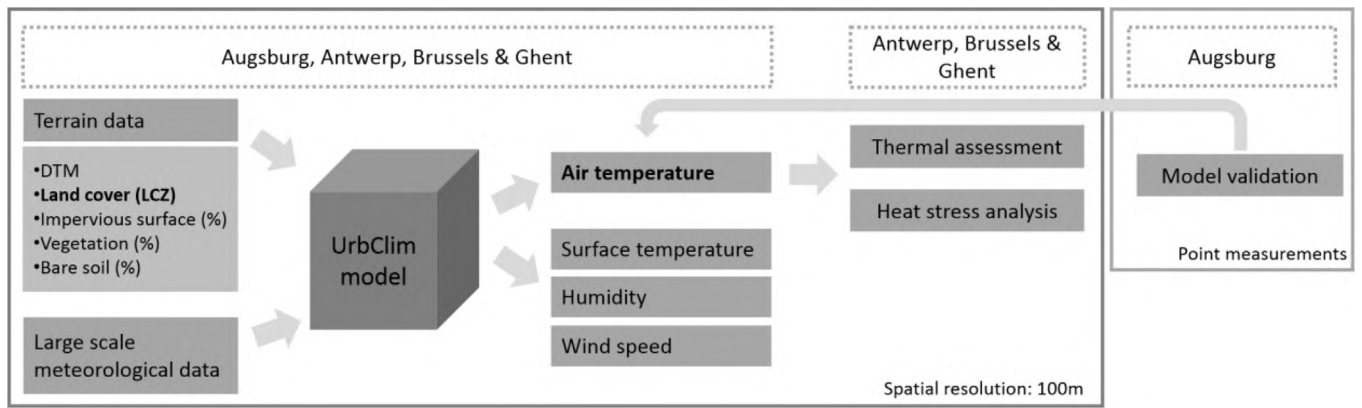 Augsburg, Antwerp, Brussels & Ghent
Antwerp, Brussels &
Ghent
Augsburg
Terrain data
•DTM
•Land cover (LCZ)
•Impervious surface (%)
•Vegetation (%)
•Bare soil (%)
Large scale
meteorological data
UrbClim
model
Air temperature
Surface temperature
Humidity
Wind speed
Thermal assessment
Heat stress analysis
Spatial resolution: 100m
Model validation
Point measurements